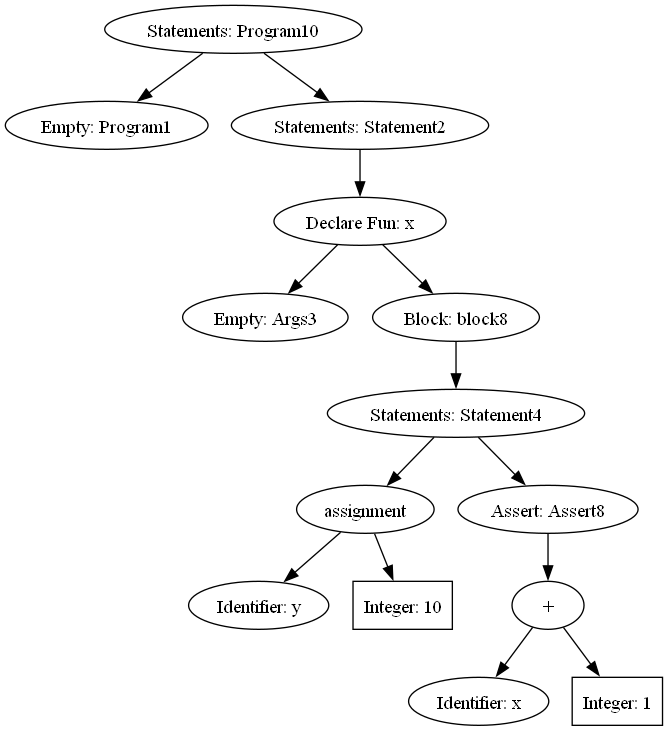 Statements: Program10
Empty: Program1
Statements: Statement2
Declare Fun: x
Empty: Args3
Block: block8
Statements: Statement4
assignment
Assert: Assert8
Identifier: y
Integer: 10
+
Identifier: x
Integer: 1